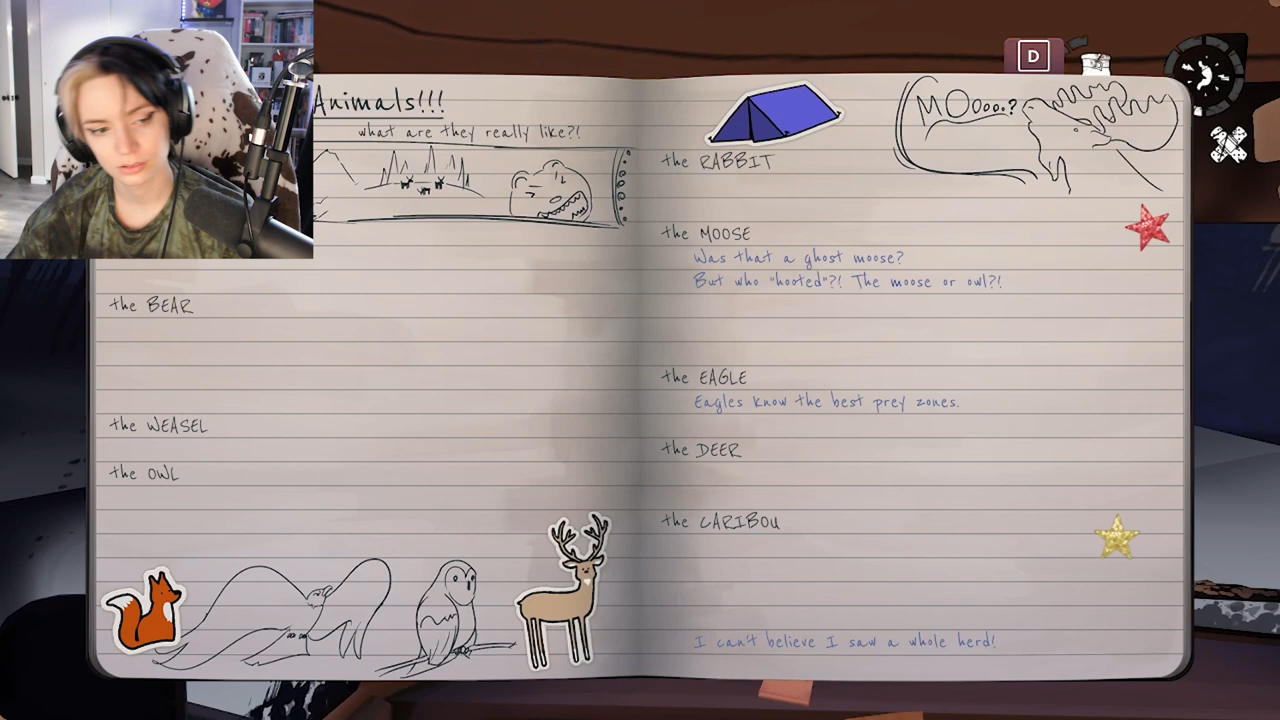 D
Animals!!!
what are they really like?!
the BEAR
the WEASEL
the OWL
MOooo.?
the RABBIT
the MOOSE
Was that a ghost moose?
But who "hooted"?! The moose or owl?!
the EAGLE
Eagles know the best prey zones.
the DEER
the CARIBOU
I can't believe I saw a whole herd!